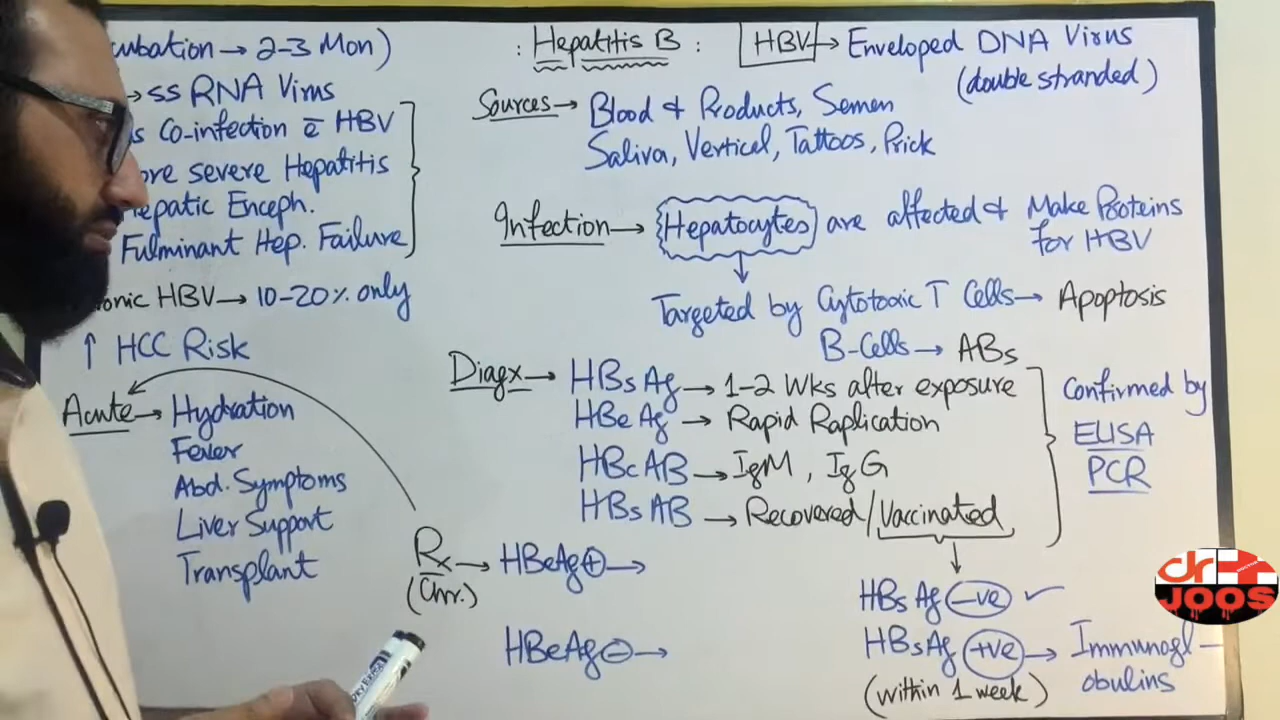 cubation → 2-3 Mon)
→ ss RNA Virus
s Co-infection c̄ HBV
ore severe Hepatitis
Hepatic Enceph.
Fulminant Hep. Failure
onic HBV → 10-20% only
↑ HCC Risk
Acute → Hydration
Fever
Abd. Symptoms
Liver Support
Transplant
: Hepatitis B : HBV → Enveloped DNA Virus
(double stranded)
Sources → Blood & Products, Semen
Saliva, Vertical, Tattoos, Prick
Infection → Hepatocytes are affected & Make Proteins
for HBV
Targeted by Cytotoxic T Cells → Apoptosis
B-Cells → ABs
Diagx → HBsAg → 1-2 Wks after exposure
HBeAg → Rapid Raplication
HBcAB → IgM, IgG
HBsAB → Recovered/Vaccinated
Confirmed by
ELISA
PCR
HBsAg -ve ✓
HBsAg +ve → Immunogl-
obulins
(within 1 week)
Rx → HBeAg + →
(Chr.)
HBeAg - →
dr
JOOS